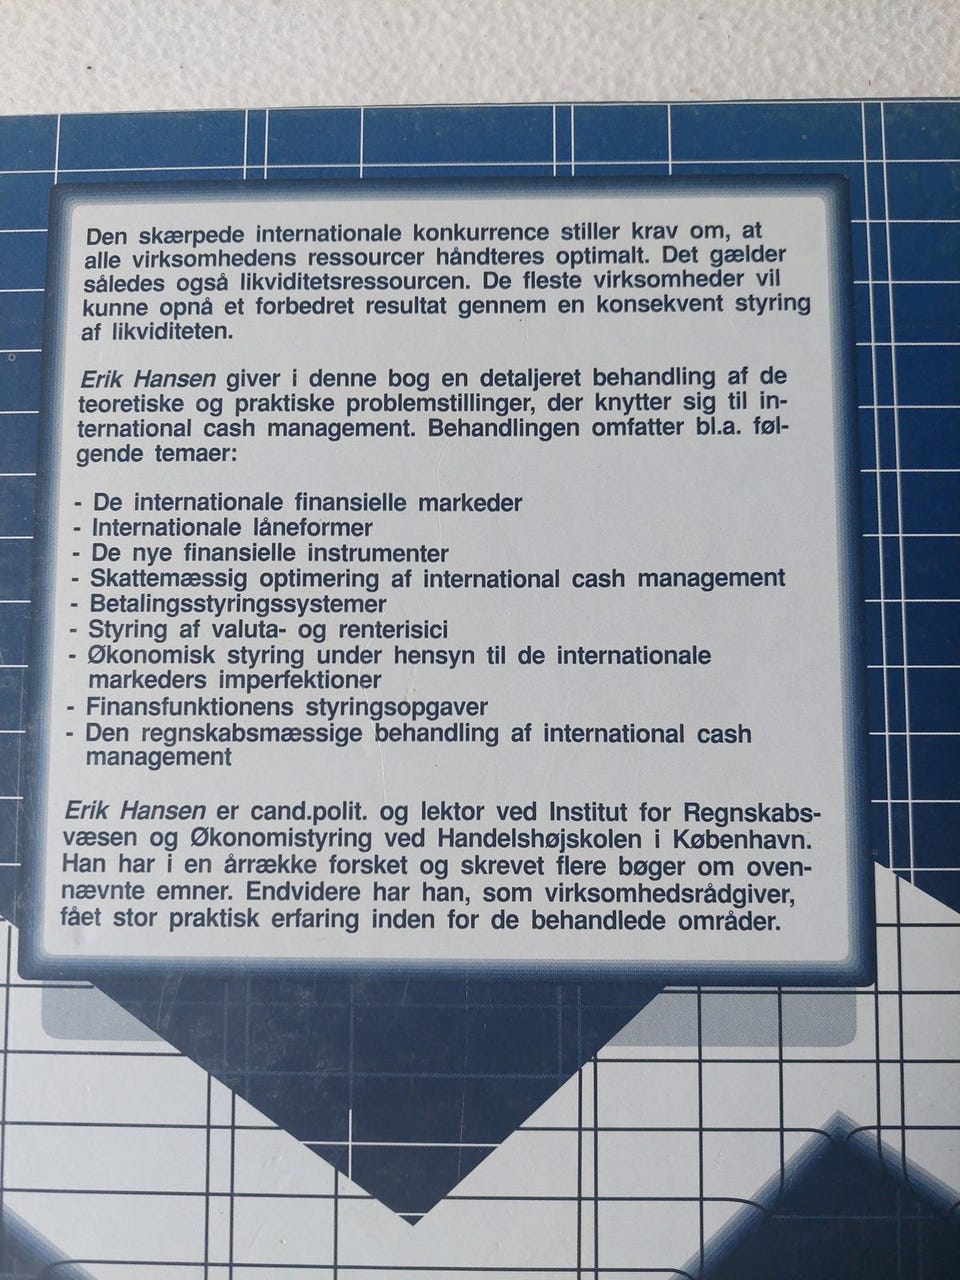 Den skærpede internationale konkurrence stiller krav om, at
alle virksomhedens ressourcer håndteres optimalt. Det gælder
således også likviditetsressourcen. De fleste virksomheder vil
kunne opnå et forbedret resultat gennem en konsekvent styring
af likviditeten.
Erik Hansen giver i denne bog en detaljeret behandling af de
teoretiske og praktiske problemstillinger, der knytter sig til in-
ternational cash management. Behandlingen omfatter bl.a. føl-
gende temaer:
- De internationale finansielle markeder
- Internationale låneformer
- De nye finansielle instrumenter
- Skattemæssig optimering af international cash management
- Betalingsstyringssystemer
- Styring af valuta- og renterisici
- Økonomisk styring under hensyn til de internationale
markeders imperfektioner
- Finansfunktionens styringsopgaver
- Den regnskabsmæssige behandling af international cash
management
Erik Hansen er cand.polit. og lektor ved Institut for Regnskabs-
væsen og Økonomistyring ved Handelshøjskolen i København.
Han har i en årrække forsket og skrevet flere bøger om oven-
nævnte emner. Endvidere har han, som virksomhedsrådgiver,
fået stor praktisk erfaring inden for de behandlede områder.